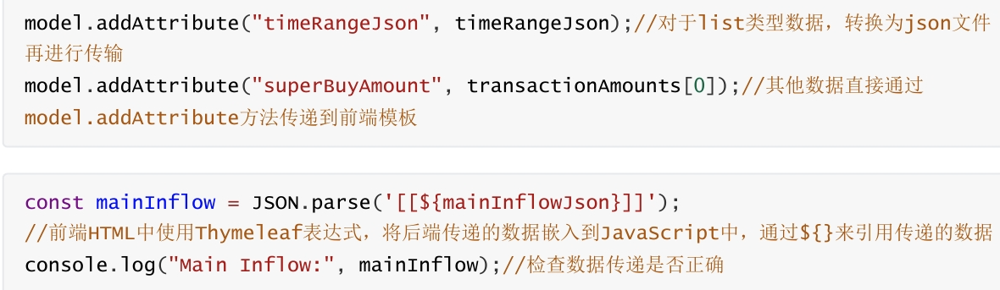 model.addAttribute("timeRangeJson", timeRangeJson);//对于list类型数据，转换为json文件
再进行传输
model.addAttribute("superBuyAmount", transactionAmounts[0]);//其他数据直接通过
model.addAttribute方法传递到前端模板
const mainInflow = JSON.parse('[[${mainInflowJson}]]');
//前端HTML中使用Thymeleaf表达式，将后端传递的数据嵌入到JavaScript中，通过${}来引用传递的数据
console.log("Main Inflow:", mainInflow);//检查数据传递是否正确